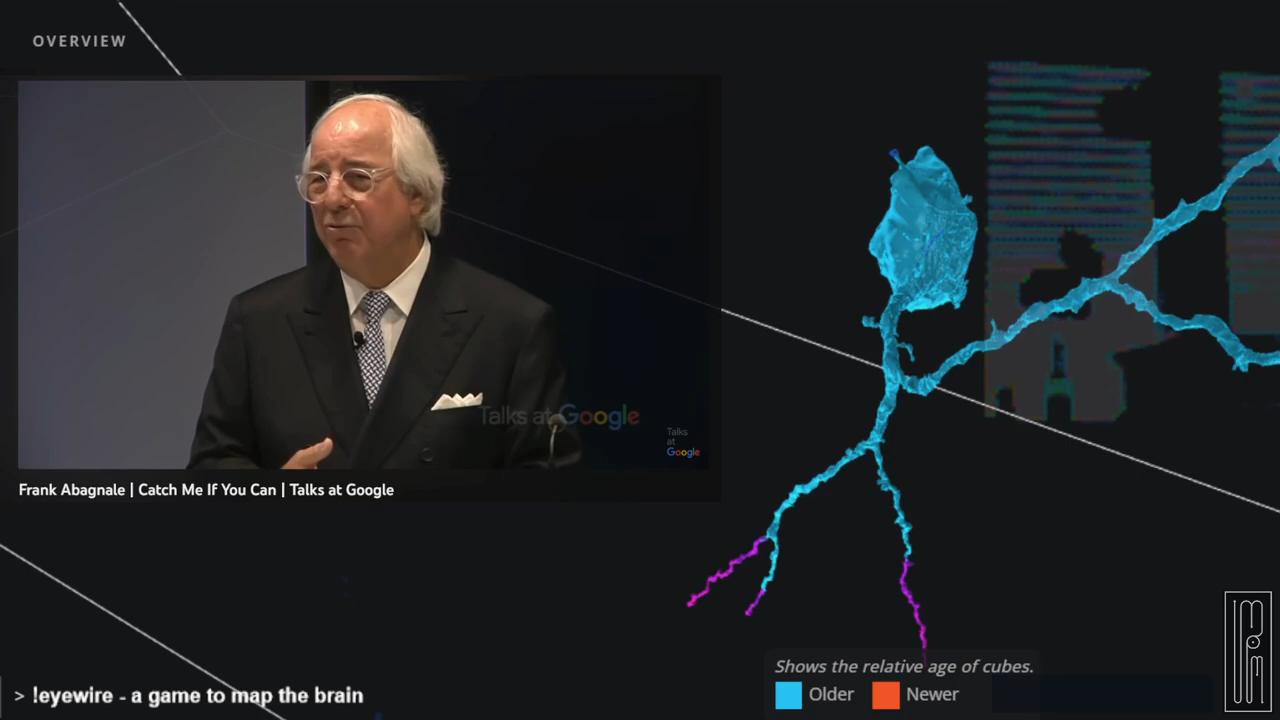 OVERVIEW
Talks at Google
Talks
at
Google
Frank Abagnale | Catch Me If You Can | Talks at Google
Shows the relative age of cubes.
Older Newer
> !eyewire - a game to map the brain